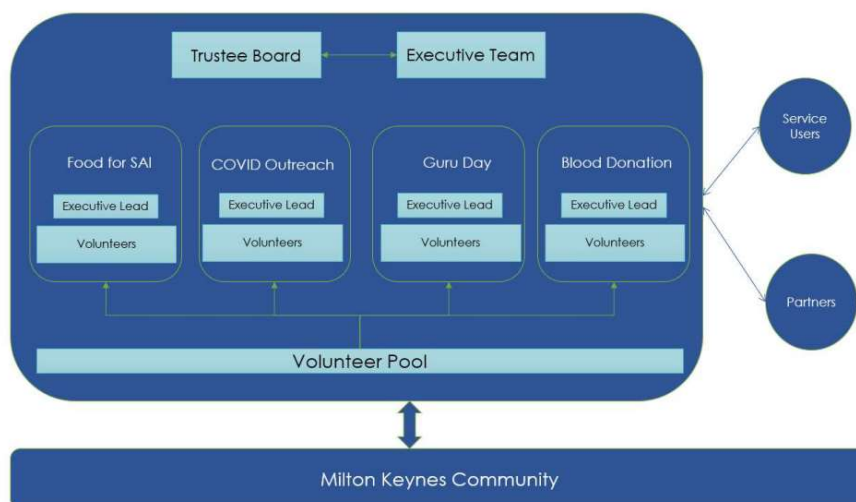 Trustee Board
Executive Team
Food for SAI
Executive Lead
Volunteers
COVID Outreach
Executive Lead
Volunteers
Guru Day
Executive Lead
Volunteers
Blood Donation
Executive Lead
Volunteers
Volunteer Pool
Service
Users
Partners
Milton Keynes Community